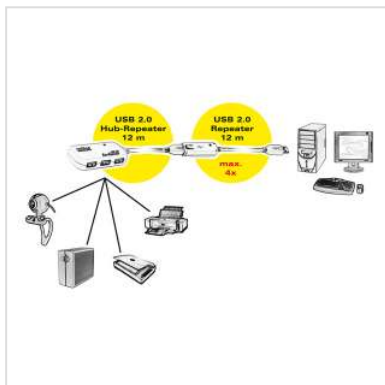 USB 2.0
Hub-Repeater
12 m
USB 2.0
Repeater
12 m
max.
4x